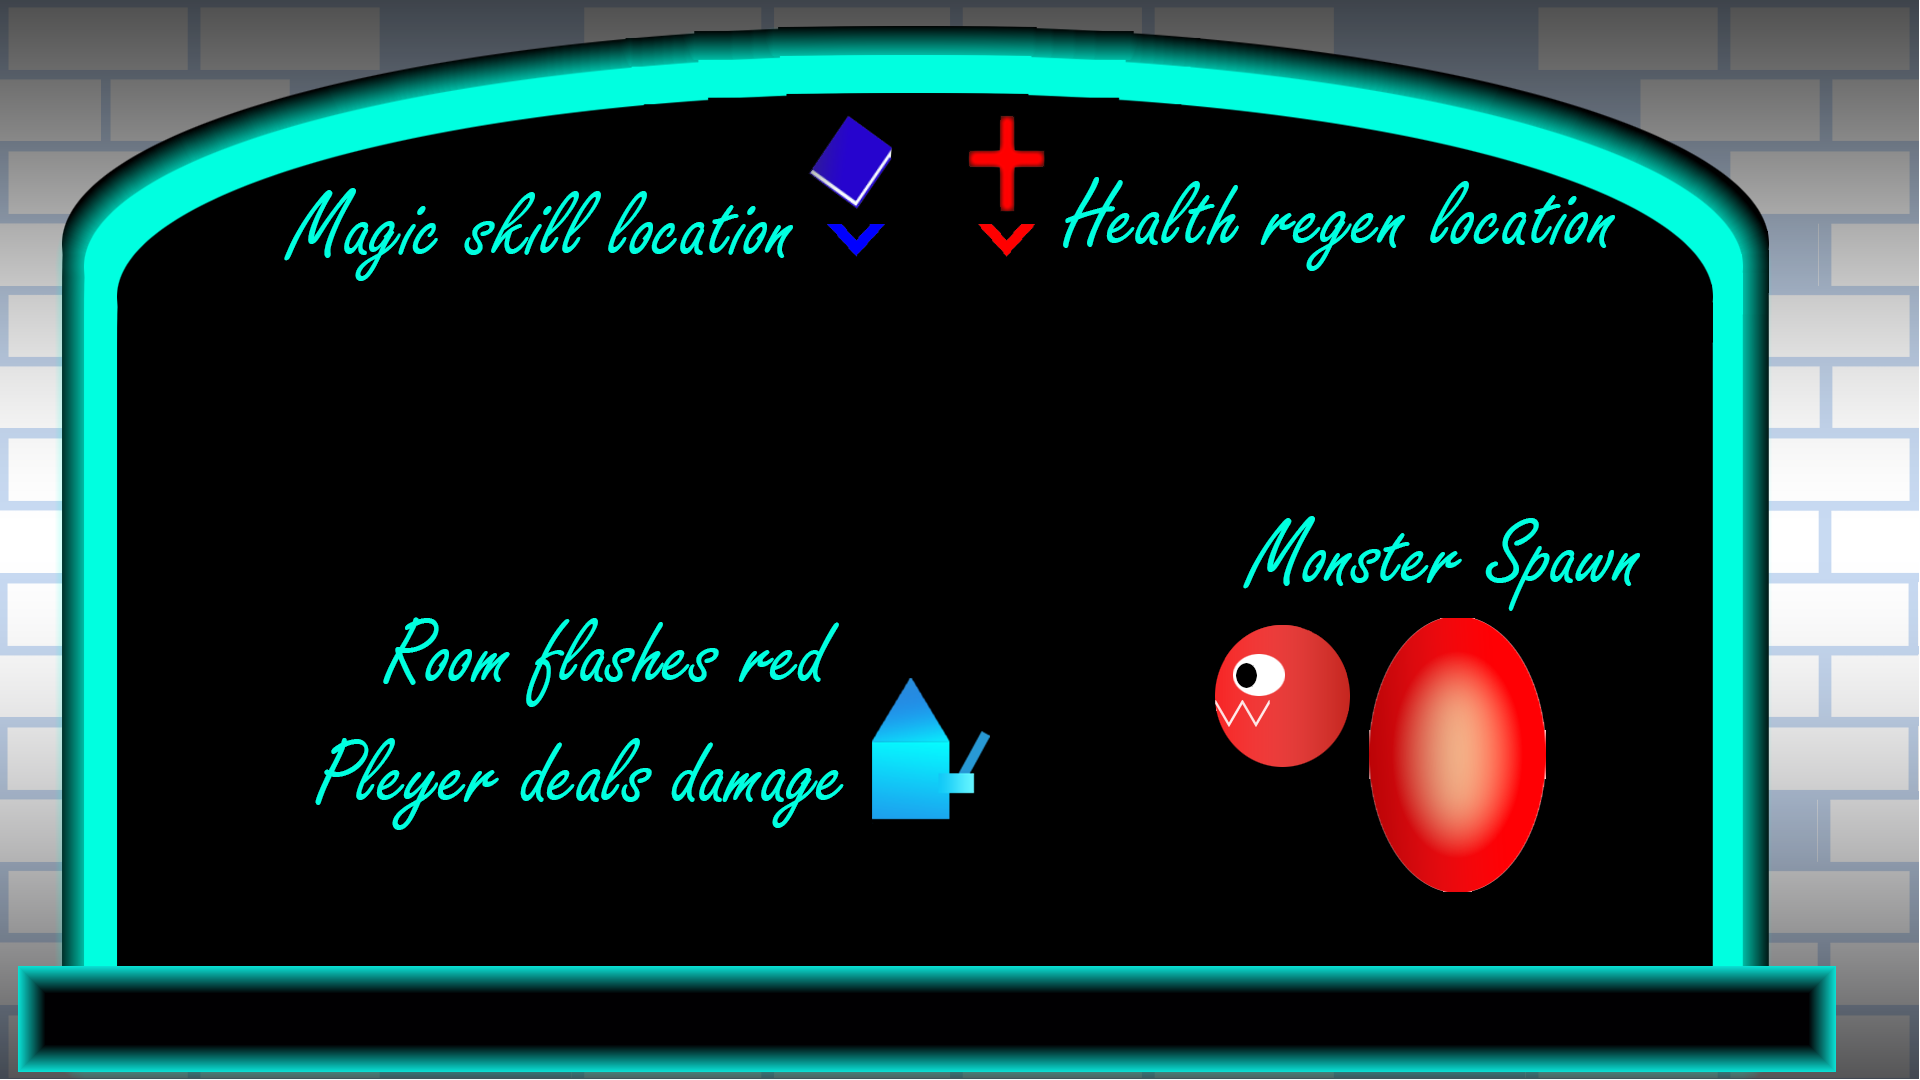 Magic skill location
Health regen location
Monster Spawn
Room flashes red
Pleyer deals damage